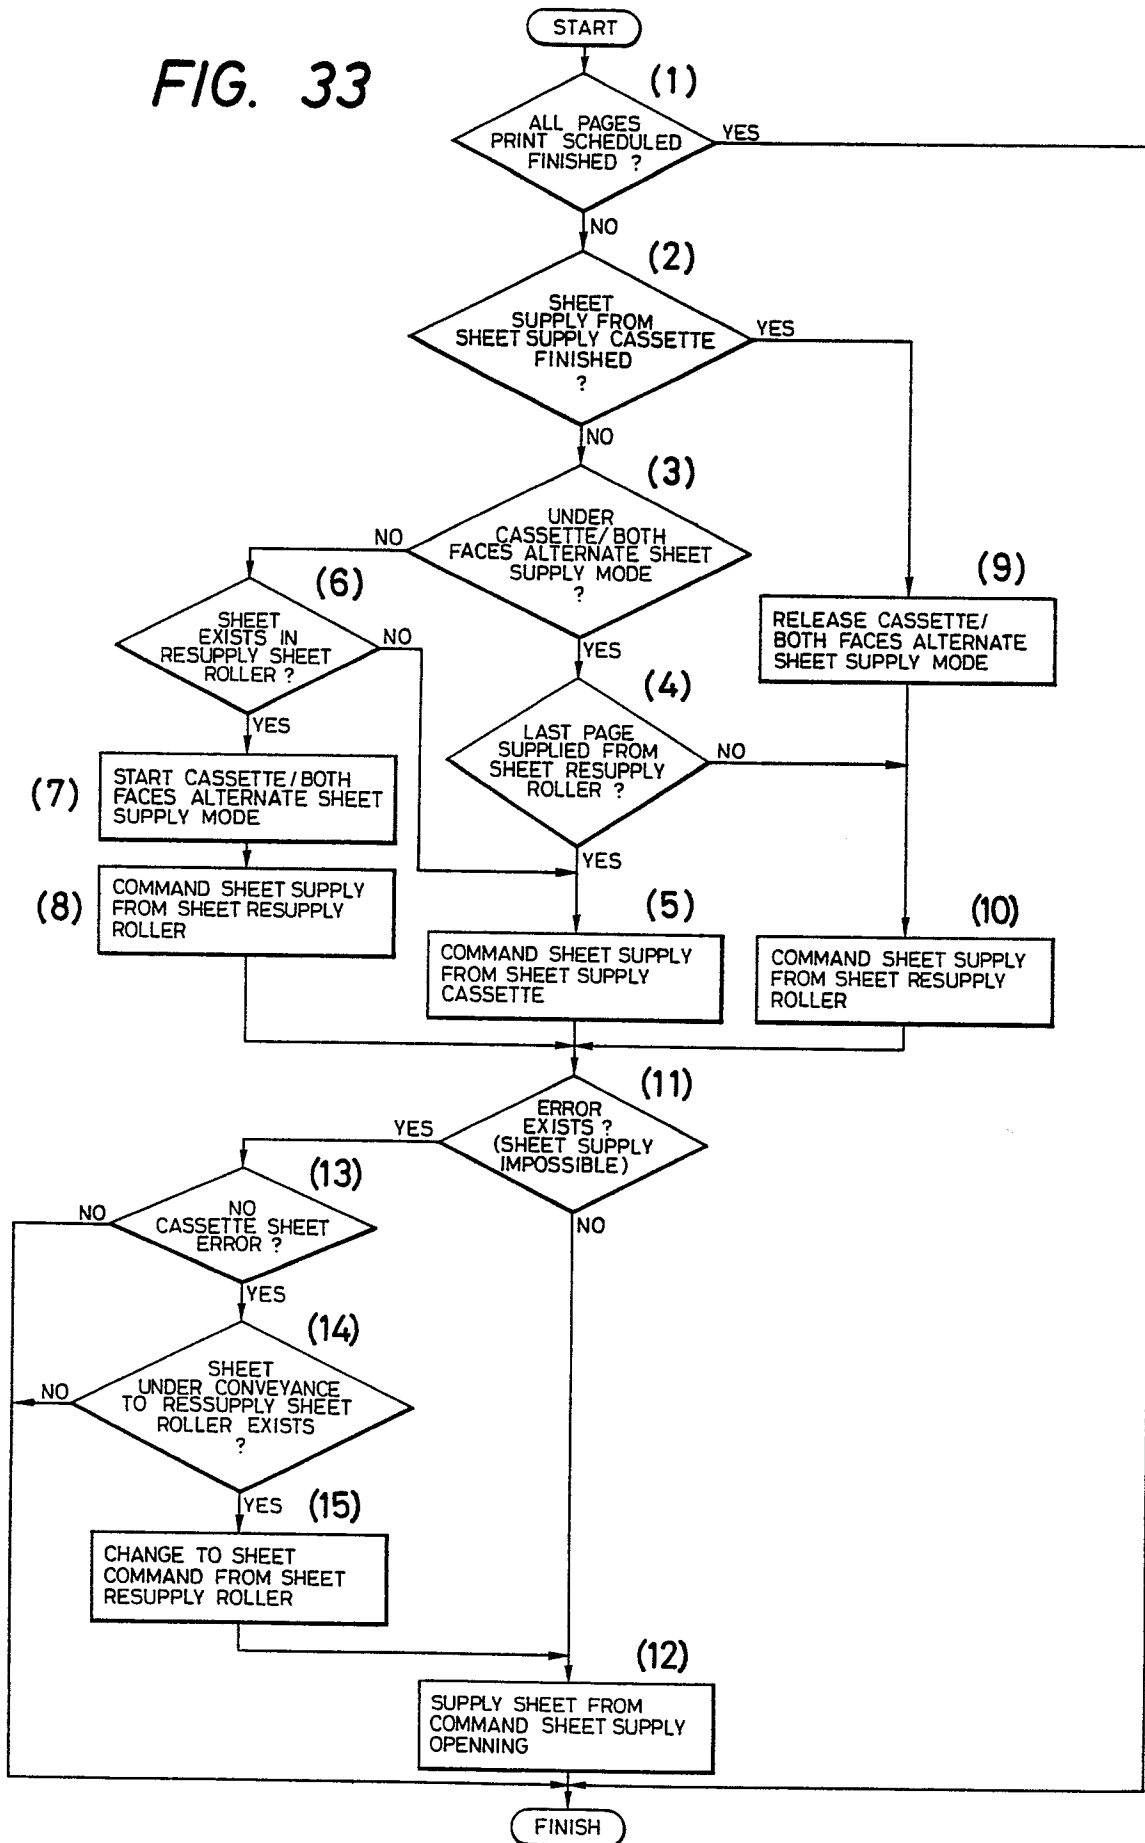 START
FIG. 33
(1)
ALL PAGES
PRINT SCHEDULED
FINISHED ?
YES
NO
(2)
SHEET
SUPPLY FROM
SHEET SUPPLY CASSETTE
FINISHED
?
YES
NO
(3)
UNDER
CASSETTE/BOTH
FACES ALTERNATE SHEET
SUPPLY MODE
?
NO
YES
(6)
SHEET
EXISTS IN
RESUPPLY SHEET
ROLLER ?
NO
YES
(9)
RELEASE CASSETTE/
BOTH FACES ALTERNATE
SHEET SUPPLY MODE
(4)
LAST PAGE
SUPPLIED FROM
SHEET RESUPPLY
ROLLER ?
NO
YES
(7)
START CASSETTE/BOTH
FACES ALTERNATE SHEET
SUPPLY MODE
(8)
COMMAND SHEET SUPPLY
FROM SHEET RESUPPLY
ROLLER
(5)
COMMAND SHEET SUPPLY
FROM SHEET SUPPLY
CASSETTE
(10)
COMMAND SHEET SUPPLY
FROM SHEET RESUPPLY
ROLLER
(11)
ERROR
EXISTS ?
(SHEET SUPPLY
IMPOSSIBLE)
YES
NO
(13)
NO
CASSETTE SHEET
ERROR ?
NO
YES
(14)
SHEET
UNDER CONVEYANCE
TO RESSUPPLY SHEET
ROLLER EXISTS
?
NO
YES
(15)
CHANGE TO SHEET
COMMAND FROM SHEET
RESUPPLY ROLLER
(12)
SUPPLY SHEET FROM
COMMAND SHEET SUPPLY
OPENNING
FINISH